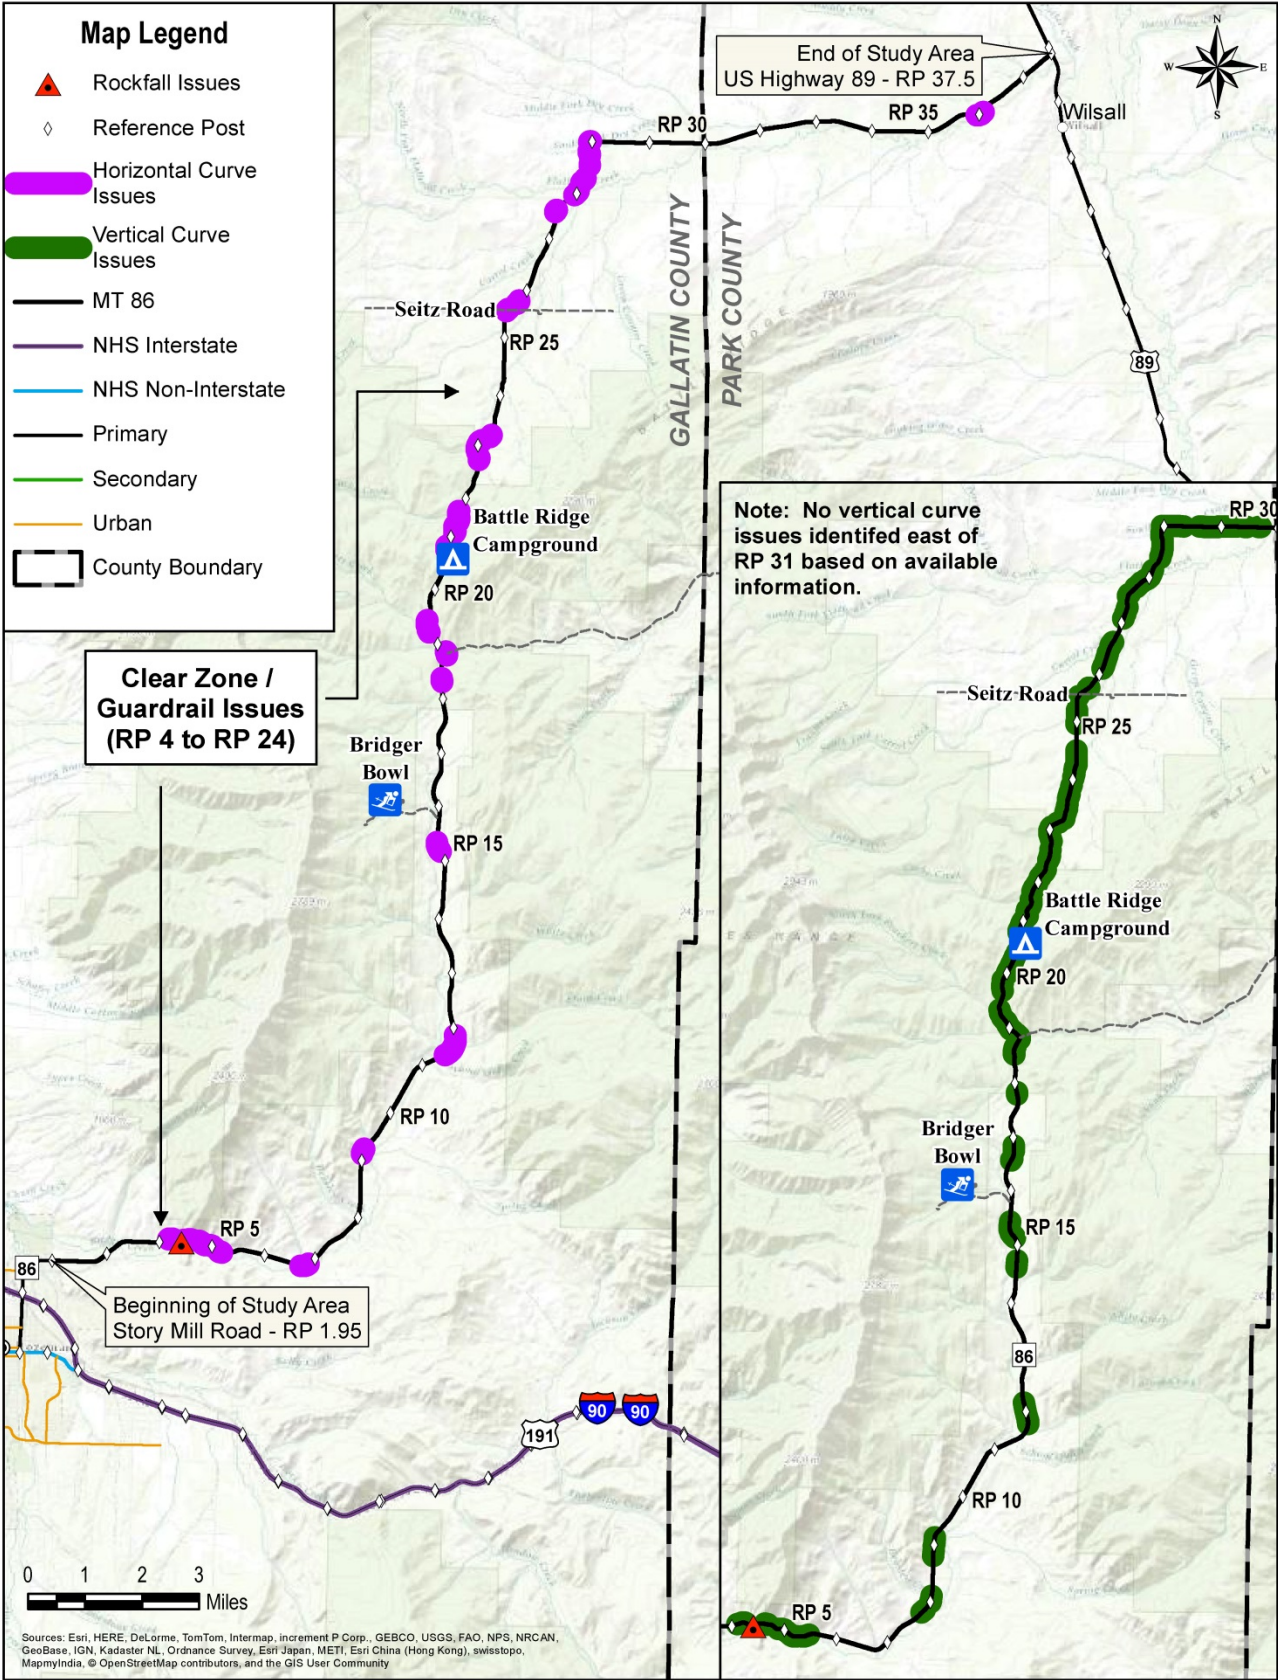 Map Legend
Rockfall Issues
Reference Post
Horizontal Curve
Issues
Vertical Curve
Issues
MT 86
NHS Interstate
NHS Non-Interstate
Primary
Secondary
Urban
County Boundary
End of Study Area
US Highway 89 - RP 37.5
N
W
E
S
Wilsall
Wilsall
RP 35
RP 30
GALLATIN COUNTY
PARK COUNTY
Seitz Road
RP 25
89
Battle Ridge
Campground
RP 20
Clear Zone /
Guardrail Issues
(RP 4 to RP 24)
Bridger
Bowl
RP 15
RP 10
RP 5
86
Beginning of Study Area
Story Mill Road - RP 1.95
191
90
90
0 1 2 3
Miles
Sources: Esri, HERE, DeLorme, TomTom, Intermap, increment P Corp., GEBCO, USGS, FAO, NPS, NRCAN,
GeoBase, IGN, Kadaster NL, Ordnance Survey, Esri Japan, METI, Esri China (Hong Kong), swisstopo,
MapmyIndia, © OpenStreetMap contributors, and the GIS User Community
Note: No vertical curve
issues identifed east of
RP 31 based on available
information.
RP 30
Seitz Road
RP 25
Battle Ridge
Campground
RP 20
Bridger
Bowl
RP 15
86
RP 10
RP 5